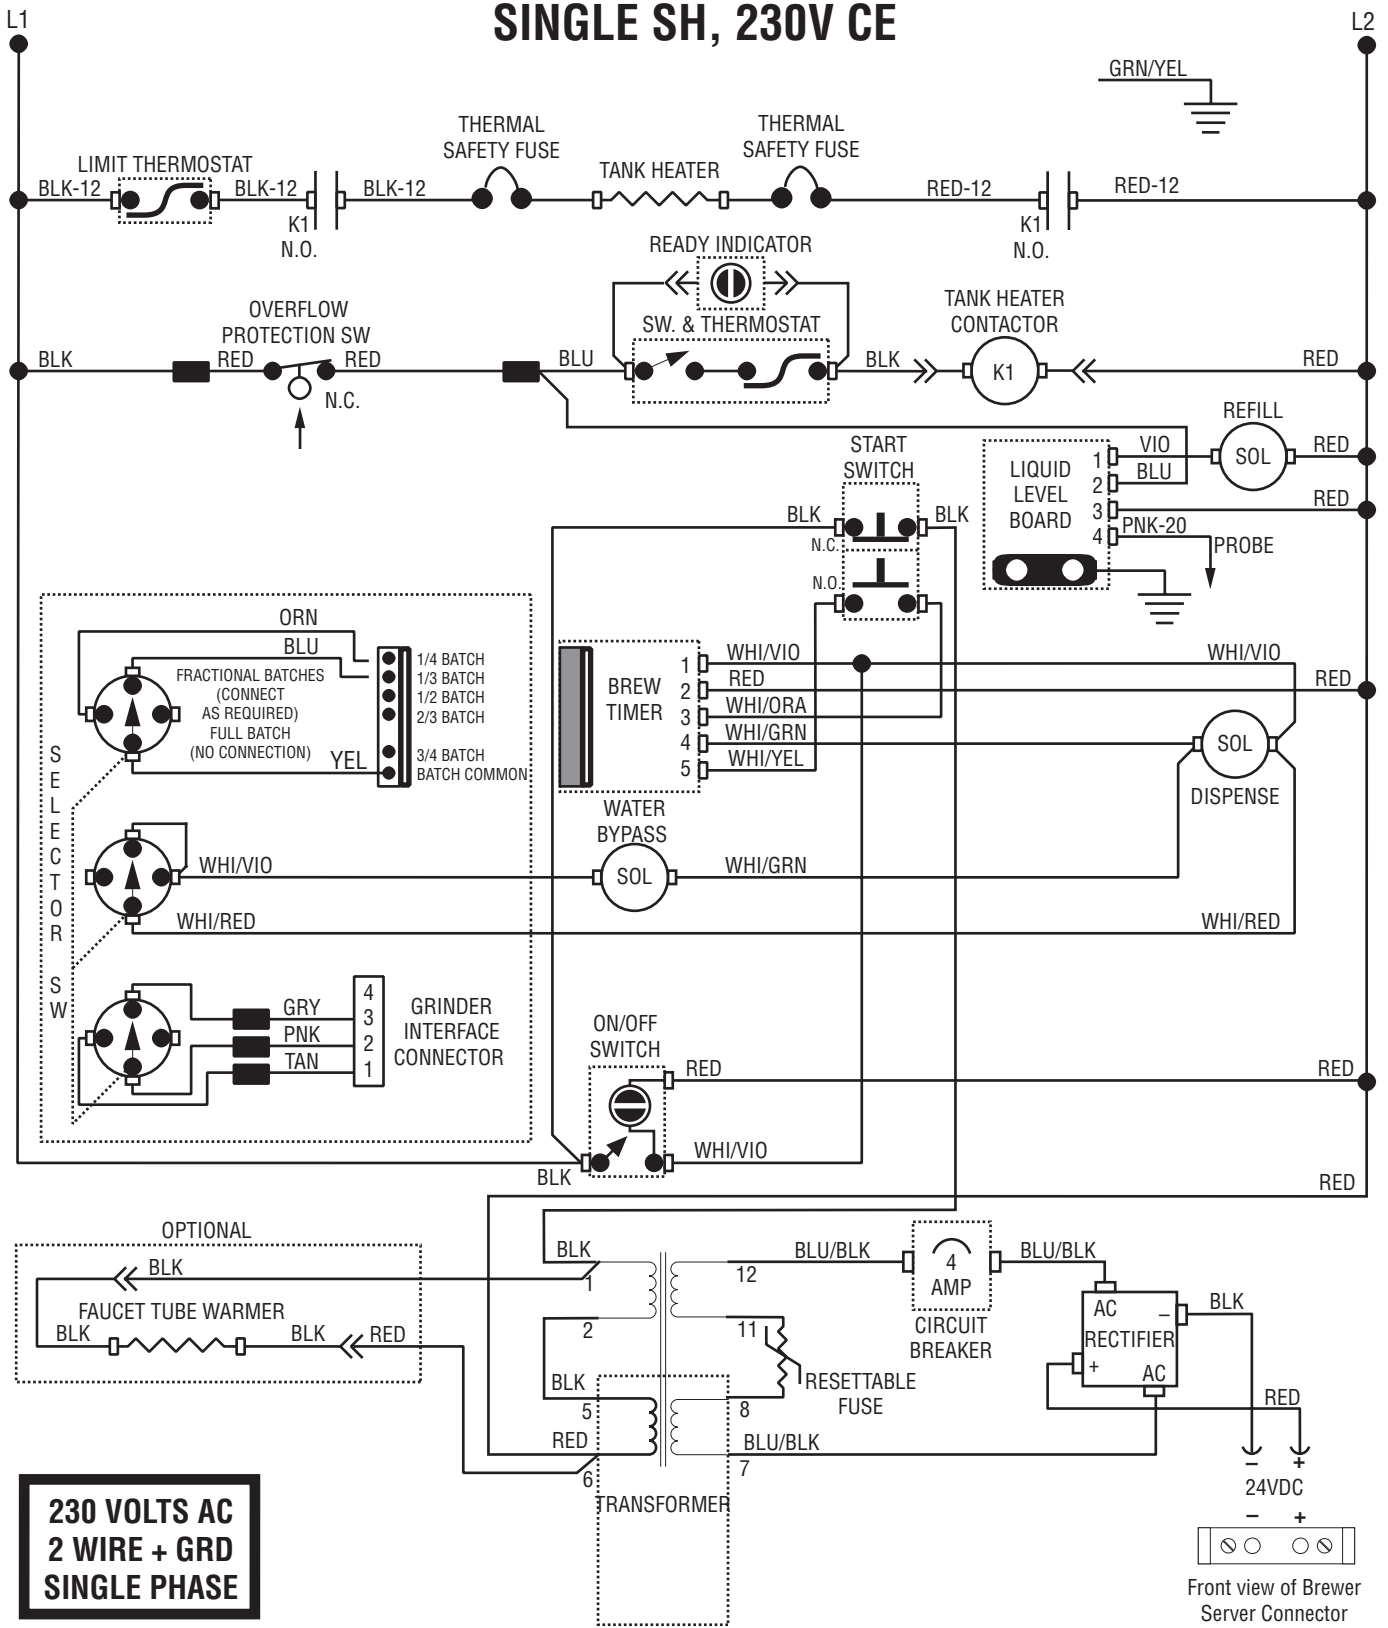 SINGLE SH, 230V CE
L1
L2
GRN/YEL
THERMAL
SAFETY FUSE
THERMAL
SAFETY FUSE
LIMIT THERMOSTAT
TANK HEATER
BLK-12
BLK-12
BLK-12
RED-12
RED-12
K1
N.O.
K1
N.O.
READY INDICATOR
OVERFLOW
PROTECTION SW
SW. & THERMOSTAT
TANK HEATER
CONTACTOR
BLK
RED
RED
BLU
BLK
K1
RED
N.C.
REFILL
START
SWITCH
LIQUID
LEVEL
BOARD
1
VIO
SOL
RED
2
BLU
3
RED
4
PNK-20
PROBE
BLK
BLK
N.C.
N.O.
SELECTOR SW
ORN
BLU
FRACTIONAL BATCHES
(CONNECT
AS REQUIRED)
FULL BATCH
(NO CONNECTION)
YEL
1/4 BATCH
1/3 BATCH
1/2 BATCH
2/3 BATCH
3/4 BATCH
BATCH COMMON
BREW
TIMER
1
WHI/VIO
WHI/VIO
2
RED
RED
3
WHI/ORA
4
WHI/GRN
5
WHI/YEL
SOL
DISPENSE
WATER
BYPASS
WHI/VIO
SOL
WHI/GRN
WHI/RED
WHI/RED
GRY
PNK
TAN
4
3
2
1
GRINDER
INTERFACE
CONNECTOR
ON/OFF
SWITCH
RED
RED
WHI/VIO
BLK
RED
OPTIONAL
BLK
FAUCET TUBE WARMER
BLK
BLK
RED
BLK
1
2
BLK
5
RED
6
12
BLU/BLK
4
AMP
BLU/BLK
CIRCUIT
BREAKER
11
RESETTABLE
FUSE
8
BLU/BLK
7
TRANSFORMER
AC
–
RECTIFIER
+
AC
BLK
RED
– +
24VDC
– +
Front view of Brewer
Server Connector
230 VOLTS AC
2 WIRE + GRD
SINGLE PHASE